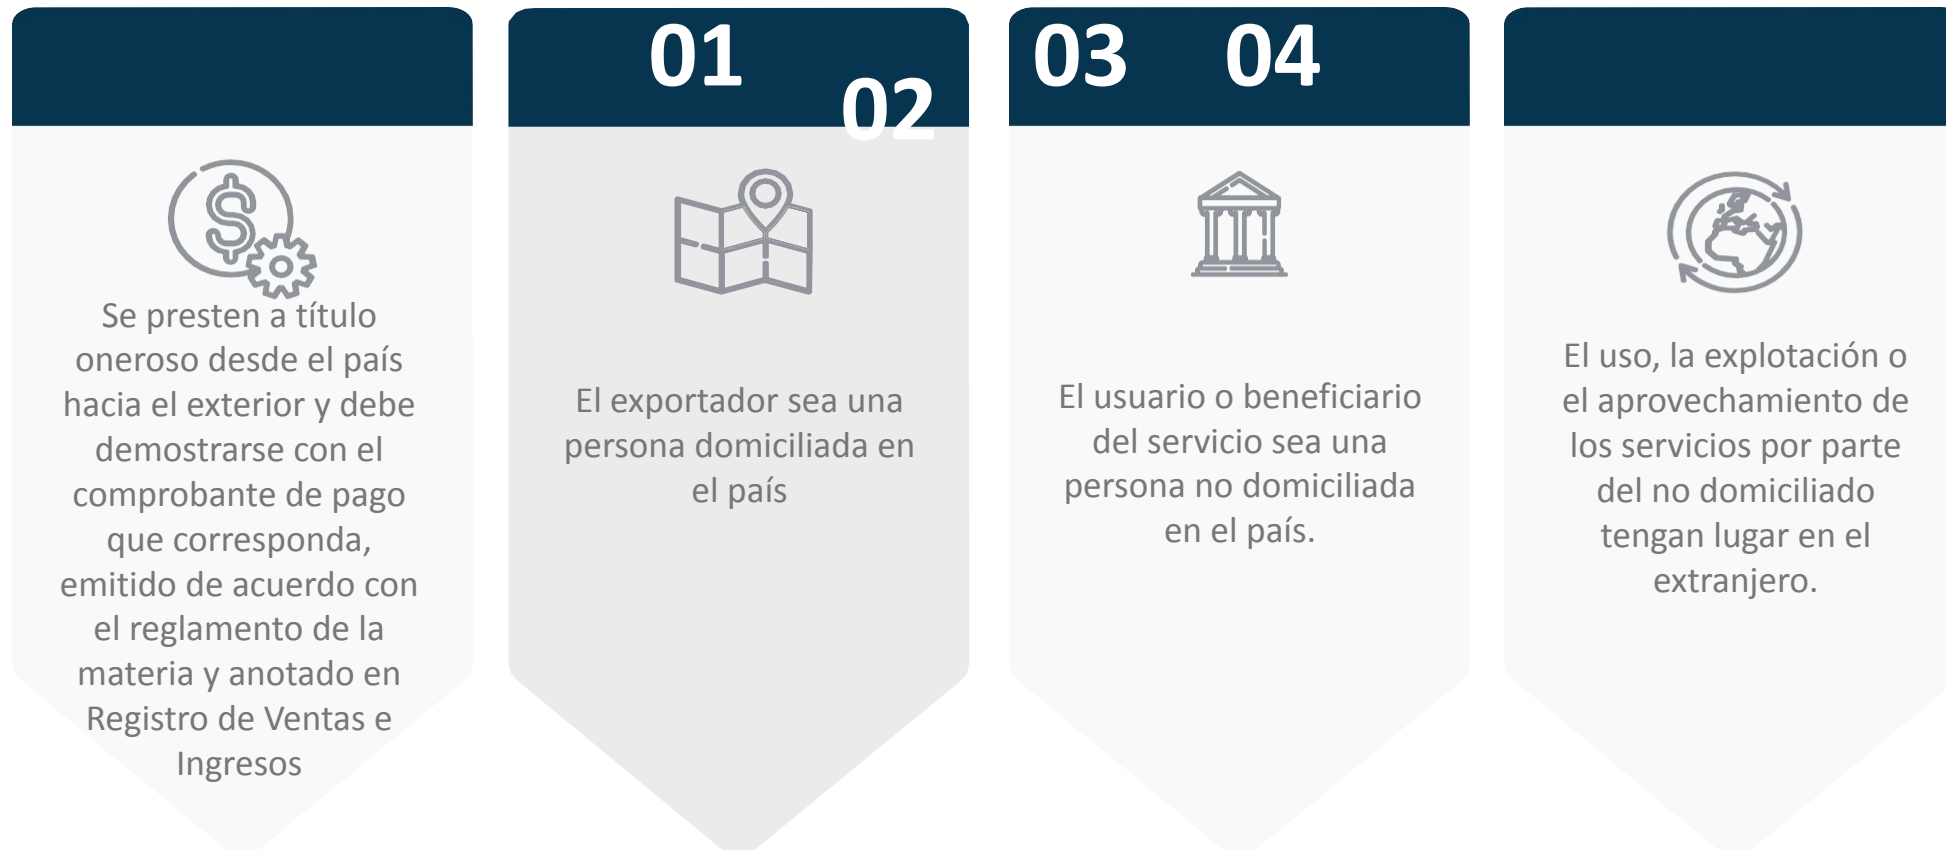 01
02
03
04
Se presten a título
oneroso desde el país
hacia el exterior y debe
demostrarse con el
comprobante de pago
que corresponda,
emitido de acuerdo con
el reglamento de la
materia y anotado en
Registro de Ventas e
Ingresos
El exportador sea una
persona domiciliada en
el país
El usuario o beneficiario
del servicio sea una
persona no domiciliada
en el país.
El uso, la explotación o
el aprovechamiento de
los servicios por parte
del no domiciliado
tengan lugar en el
extranjero.